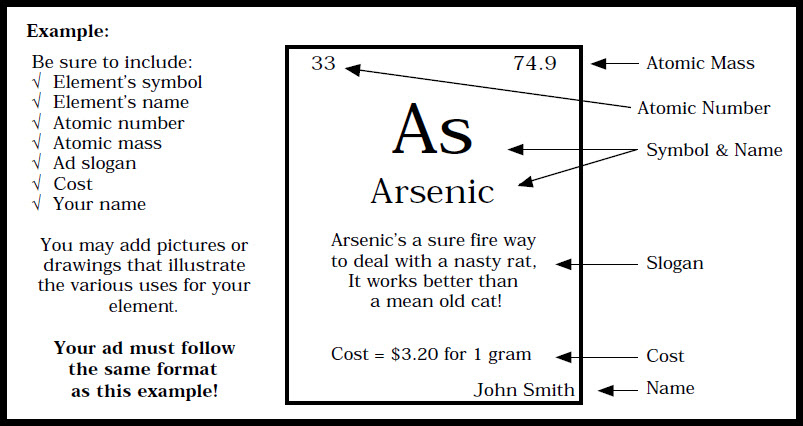 Example:
Be sure to include:
√ Element's symbol
√ Element's name
√ Atomic number
√ Atomic mass
√ Ad slogan
√ Cost
√ Your name
You may add pictures or
drawings that illustrate
the various uses for your
element.
Your ad must follow
the same format
as this example!
33 74.9
As
Arsenic
Arsenic's a sure fire way
to deal with a nasty rat,
It works better than
a mean old cat!
Cost = $3.20 for 1 gram
John Smith
Atomic Mass
Atomic Number
Symbol & Name
Slogan
Cost
Name